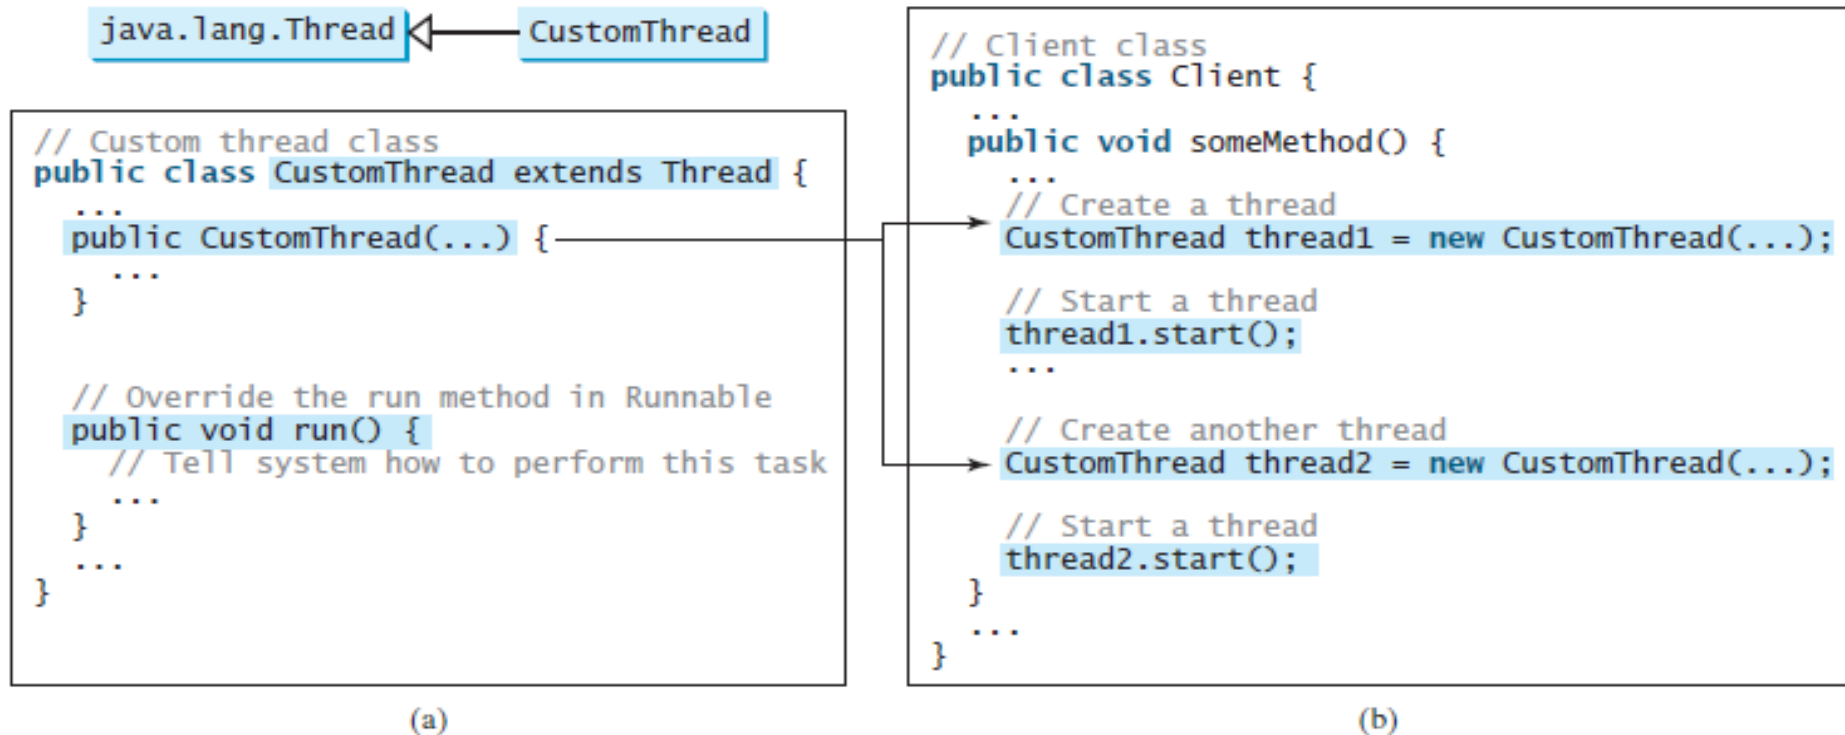 java.lang.Thread
CustomThread
// Custom thread class
public class CustomThread extends Thread {
...
public CustomThread(...) {
...
}
// Override the run method in Runnable
public void run() {
// Tell system how to perform this task
...
}
...
}
(a)
// Client class
public class Client {
...
public void someMethod() {
...
// Create a thread
CustomThread thread1 = new CustomThread(...);
// Start a thread
thread1.start();
...
// Create another thread
CustomThread thread2 = new CustomThread(...);
// Start a thread
thread2.start();
}
...
}
(b)